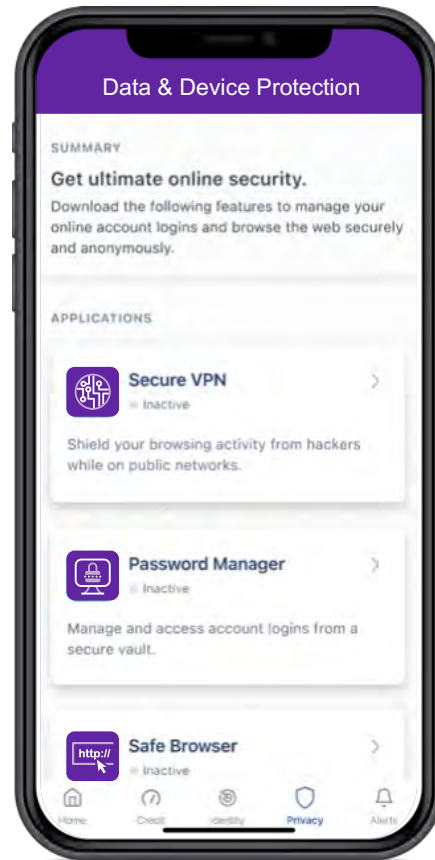 Data & Device Protection
SUMMARY
Get ultimate online security.
Download the following features to manage your
online account logins and browse the web securely
and anonymously.
APPLICATIONS
Secure VPN
Inactive
Shield your browsing activity from hackers
while on public networks.
Password Manager
Inactive
Manage and access account logins from a
secure vault.
http://
Safe Browser
Inactive
Home
Credit
Identity
Privacy
Alerts